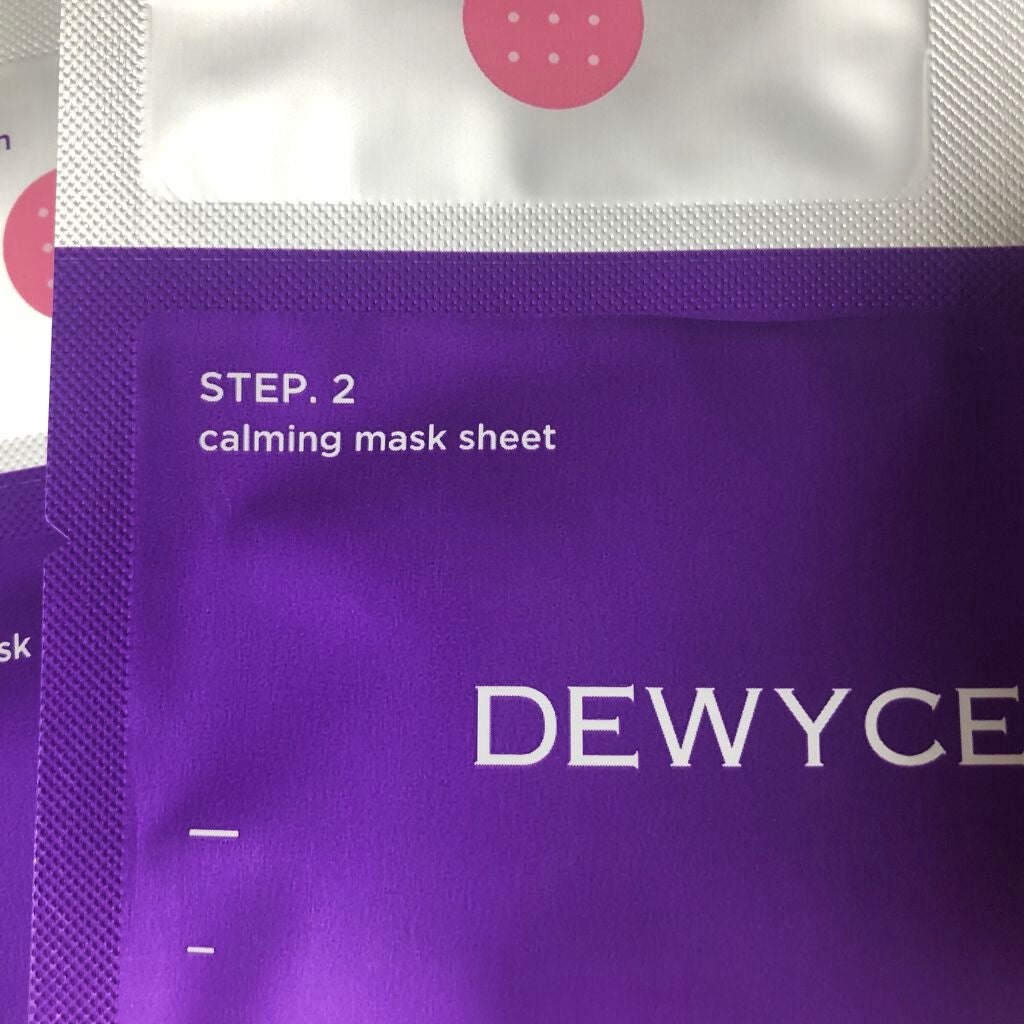 STEP. 2
calming mask sheet
DEWYCE